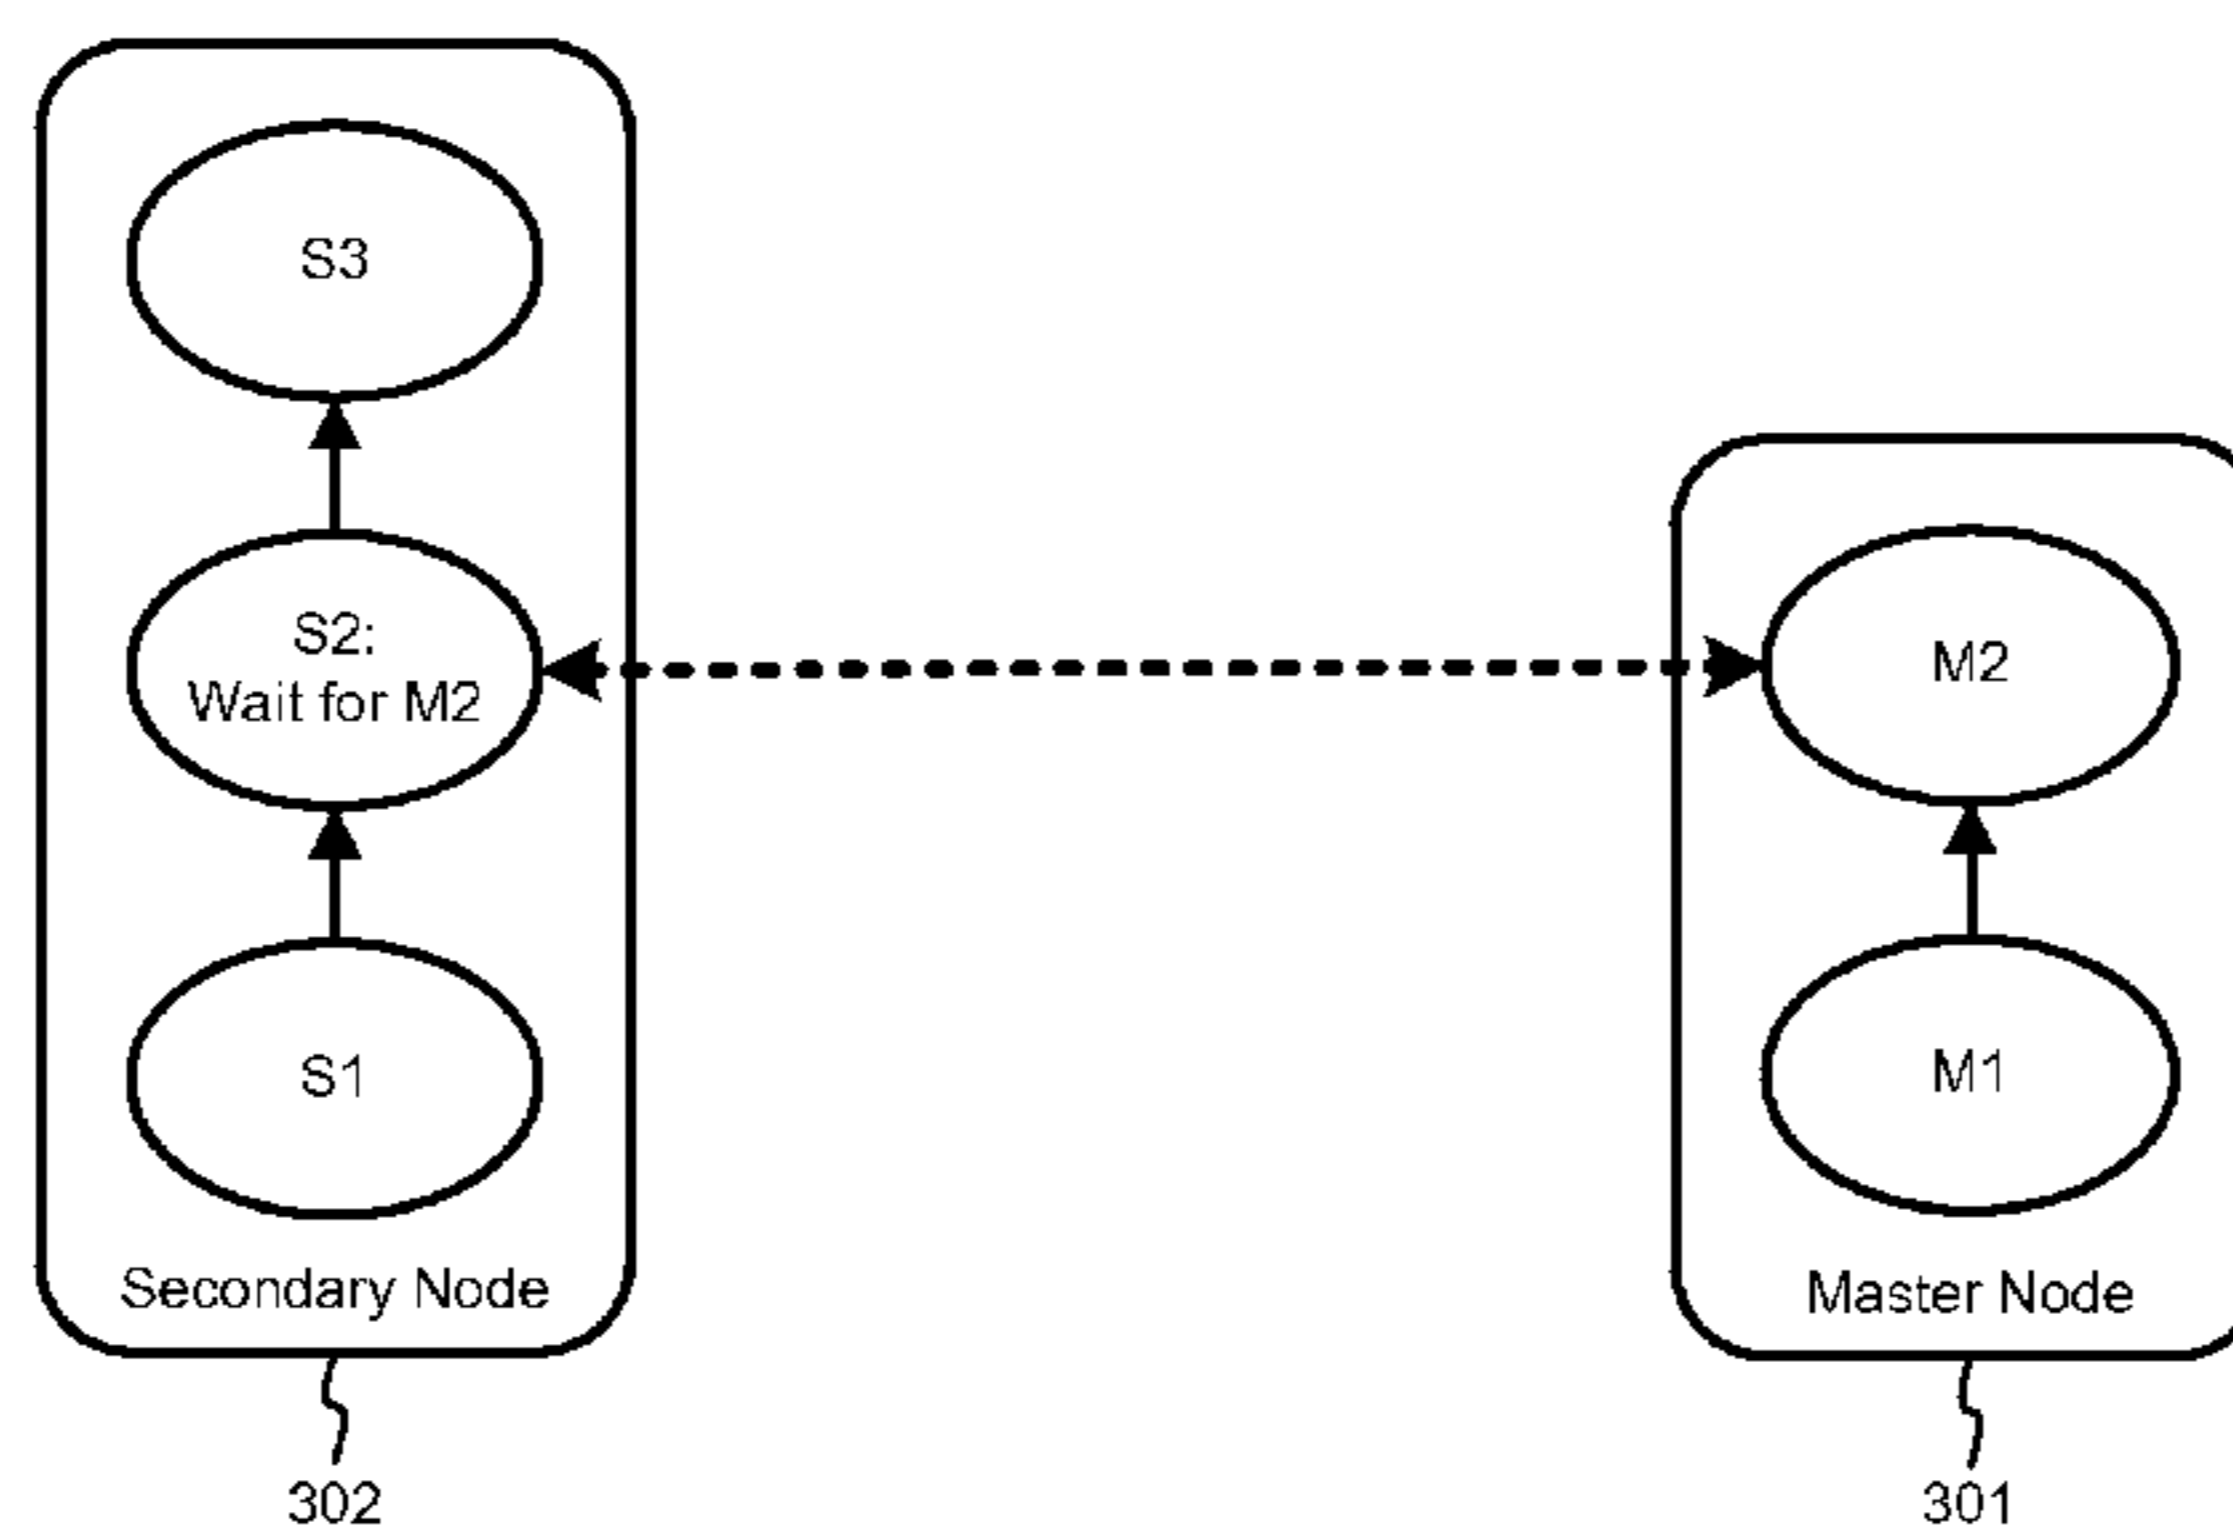 S3
S2:
Wait for M2
S1
Secondary Node
302
M2
M1
Master Node
301